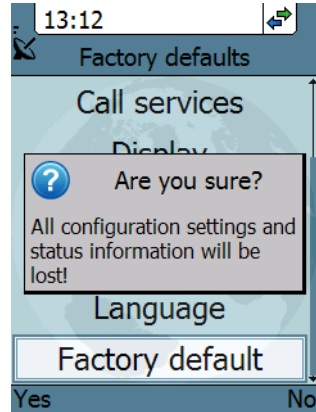 13:12
Factory defaults
Call services
Display
Are you sure?
All configuration settings and
status information will be
lost!
Language
Factory default
Yes No